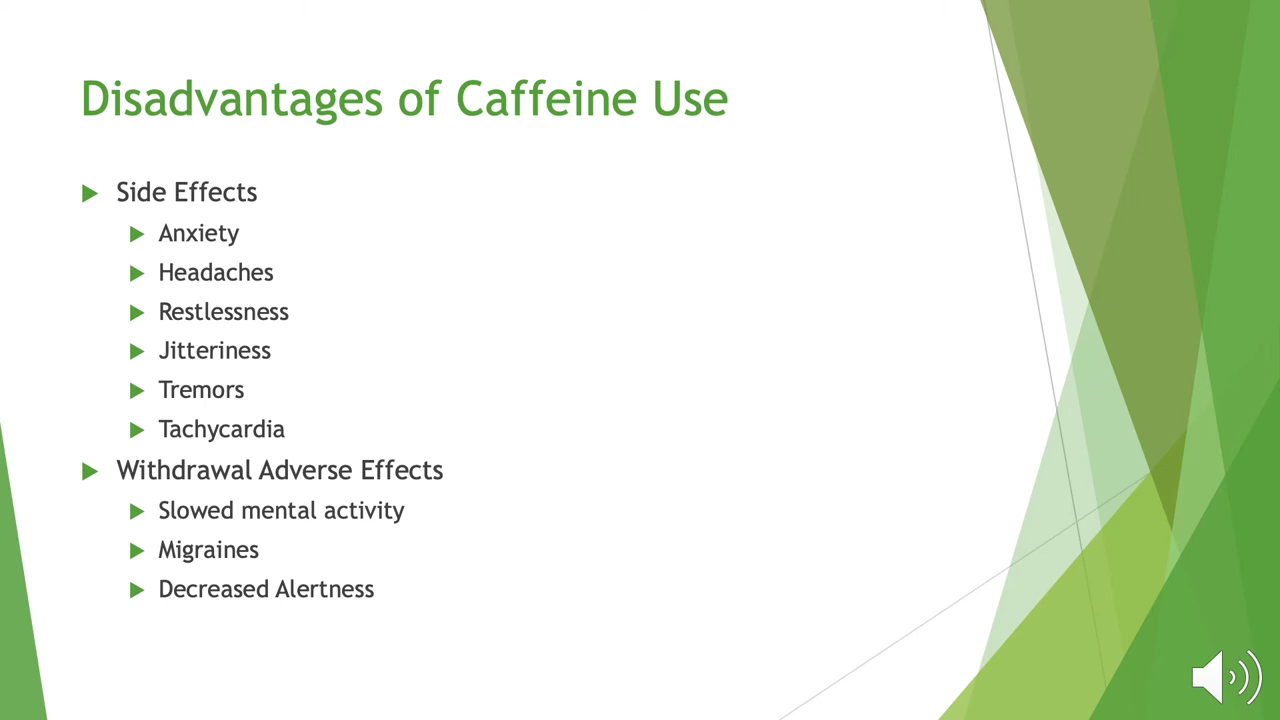 Disadvantages of Caffeine Use
Side Effects
Anxiety
Headaches
Restlessness
Jitteriness
Tremors
Tachycardia
Withdrawal Adverse Effects
Slowed mental activity
Migraines
Decreased Alertness